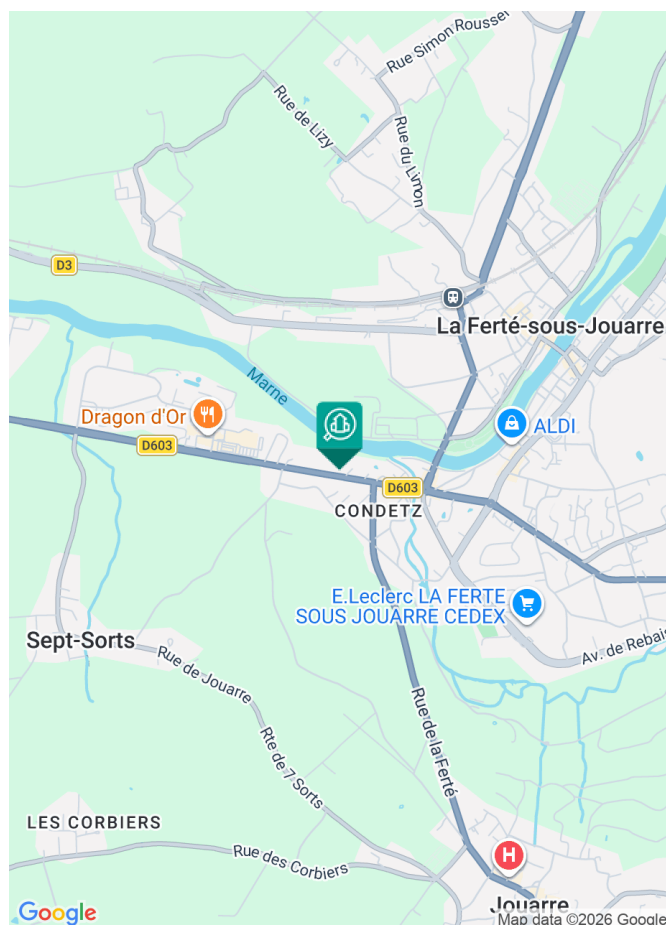 Rue Simon Rousset
Rue de Lizy
Rue du Limon
D3
La Ferté-sous-Jouarre
Marne
Dragon d'Or
ALDI
D603
D603
CONDETZ
E.Leclerc LA FERTE
SOUS JOUARRE CEDEX
Sept-Sorts
Av. de Rebais
Rue de Jouarre
Rue de la Ferté
Rte de 7 Sorts
LES CORBIERS
Rue des Corbiers
H
Jouarre
Google
Map data ©2026 Google